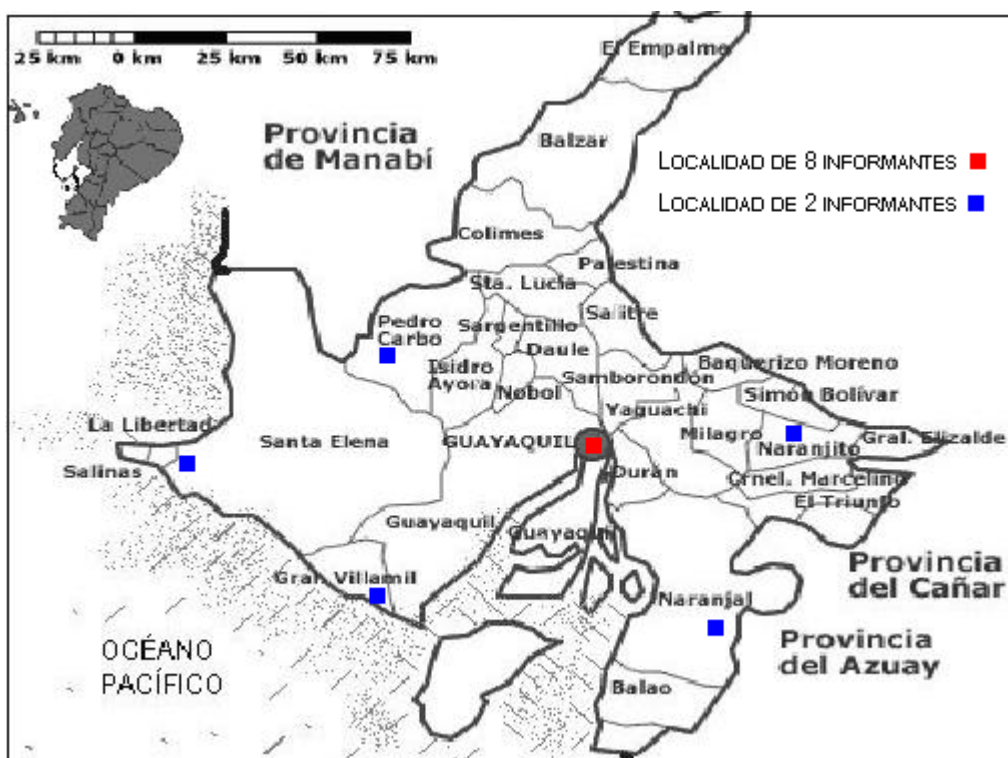 25 km 0 km 25 km 50 km 75 km
El Empalme
Provincia
de Manabí
Balzar
LOCALIDAD DE 8 INFORMANTES
LOCALIDAD DE 2 INFORMANTES
Colimes
Palestina
Sta. Lucía
Salitre
Pedro
Carbo
Sargentillo
Daule
Isidro
Ayora
Baquerizo Moreno
Samborondón
Nobol
Simón Bolívar
Yaguachi
La Libertad
Milagro
Santa Elena
GUAYAQUIL
Gral. Elizalde
Naranjito
Salinas
Durán
Crnel. Marcelino
El Triunfo
Guayaquil
Guayaquil
Provincia
del Cañar
Gral. Villamil
Naranjal
Provincia
del Azuay
OCÉANO
PACÍFICO
Balao